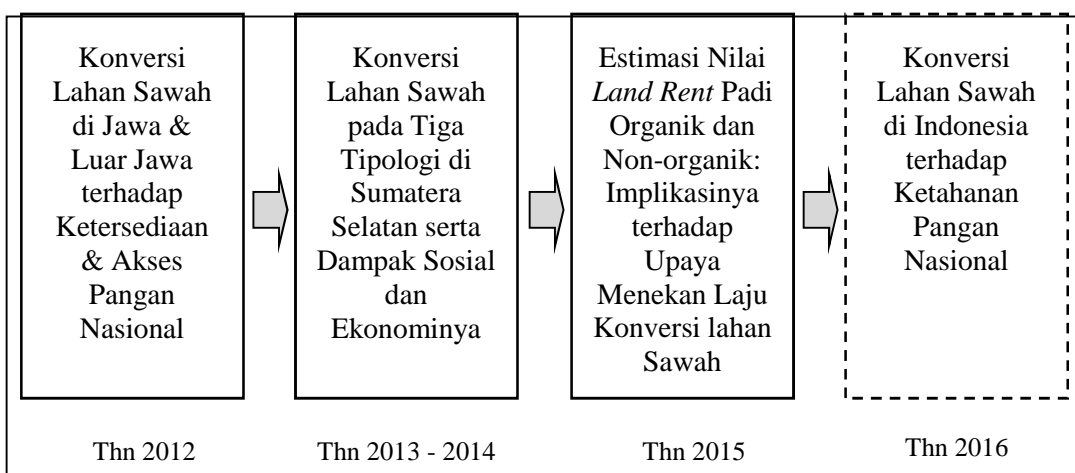 Konversi
Lahan Sawah
di Jawa &
Luar Jawa
terhadap
Ketersediaan
& Akses
Pangan
Nasional
Konversi
Lahan Sawah
pada Tiga
Tipologi di
Sumatera
Selatan serta
Dampak Sosial
dan
Ekonominya
Estimasi Nilai
Land Rent Padi
Organik dan
Non-organik:
Implikasinya
terhadap
Upaya
Menekan Laju
Konversi lahan
Sawah
Konversi
Lahan Sawah
di Indonesia
terhadap
Ketahanan
Pangan
Nasional
Thn 2012
Thn 2013 - 2014
Thn 2015
Thn 2016